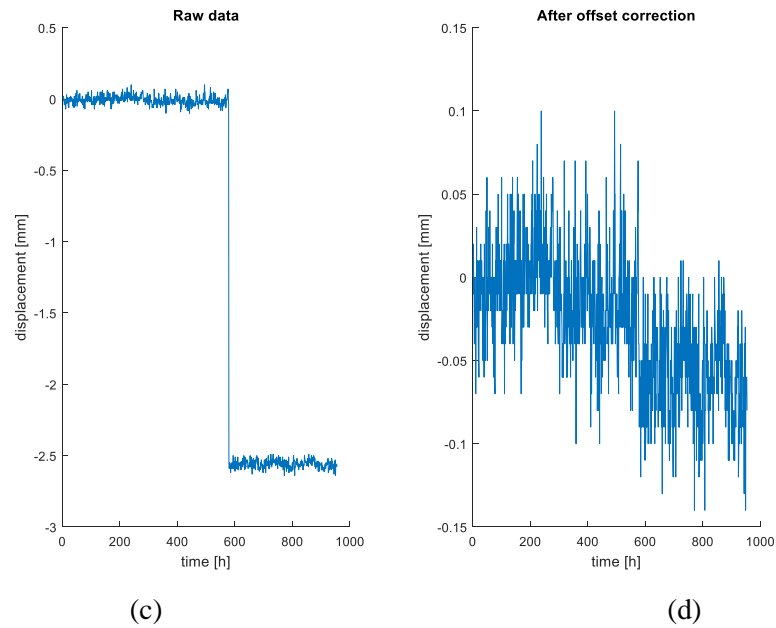 Raw data
0.5
0
-0.5
-1
-1.5
-2
-2.5
-3
displacement [mm]
0 200 400 600 800 1000
time [h]
(c)
After offset correction
0.15
0.1
0.05
0
-0.05
-0.1
-0.15
displacement [mm]
0 200 400 600 800 1000
time [h]
(d)